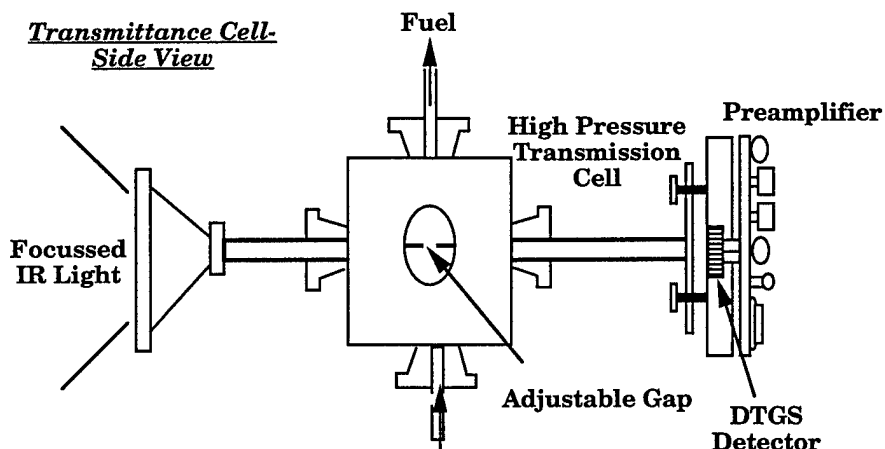 Transmittance Cell-
Side View
Fuel
High Pressure
Transmission
Cell
Preamplifier
Focussed
IR Light
Adjustable Gap
DTGS
Detector